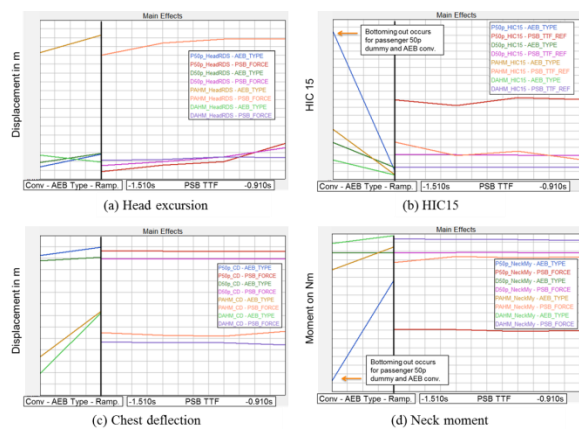 Main Effects
Displacement in m
P50p_HeadRDS - AEB_TYPE
P50p_HeadRDS - PSB_FORCE
D50p_HeadRDS - AEB_TYPE
D50p_HeadRDS - PSB_FORCE
PAHM_HeadRDS - AEB_TYPE
PAHM_HeadRDS - PSB_FORCE
DAHM_HeadRDS - AEB_TYPE
DAHM_HeadRDS - PSB_FORCE
Conv - AEB Type - Ramp.
-1.510s PSB TTF -0.910s
(a) Head excursion
Main Effects
HIC 15
Bottoming out occurs
for passenger 50p
dummy and AEB conv.
P50p_HIC15 - AEB_TYPE
P50p_HIC15 - PSB_TTF_REF
D50p_HIC15 - AEB_TYPE
D50p_HIC15 - PSB_TTF_REF
PAHM_HIC15 - AEB_TYPE
PAHM_HIC15 - PSB_TTF_REF
DAHM_HIC15 - AEB_TYPE
DAHM_HIC15 - PSB_TTF_REF
Conv - AEB Type - Ramp.
-1.510s PSB TTF -0.910s
(b) HIC15
Main Effects
Displacement in m
P50p_CD - AEB_TYPE
P50p_CD - PSB_FORCE
D50p_CD - AEB_TYPE
D50p_CD - PSB_FORCE
PAHM_CD - AEB_TYPE
PAHM_CD - PSB_FORCE
DAHM_CD - AEB_TYPE
DAHM_CD - PSB_FORCE
Conv - AEB Type - Ramp.
-1.510s PSB TTF -0.910s
(c) Chest deflection
Main Effects
Moment on Nm
P50p_NeckMy - AEB_TYPE
P50p_NeckMy - PSB_FORCE
D50p_NeckMy - AEB_TYPE
D50p_NeckMy - PSB_FORCE
PAHM_NeckMy - AEB_TYPE
PAHM_NeckMy - PSB_FORCE
DAHM_NeckMy - AEB_TYPE
DAHM_NeckMy - PSB_FORCE
Bottoming out occurs
for passenger 50p
dummy and AEB conv.
Conv - AEB Type - Ramp.
-1.510s PSB TTF -0.910s
(d) Neck moment